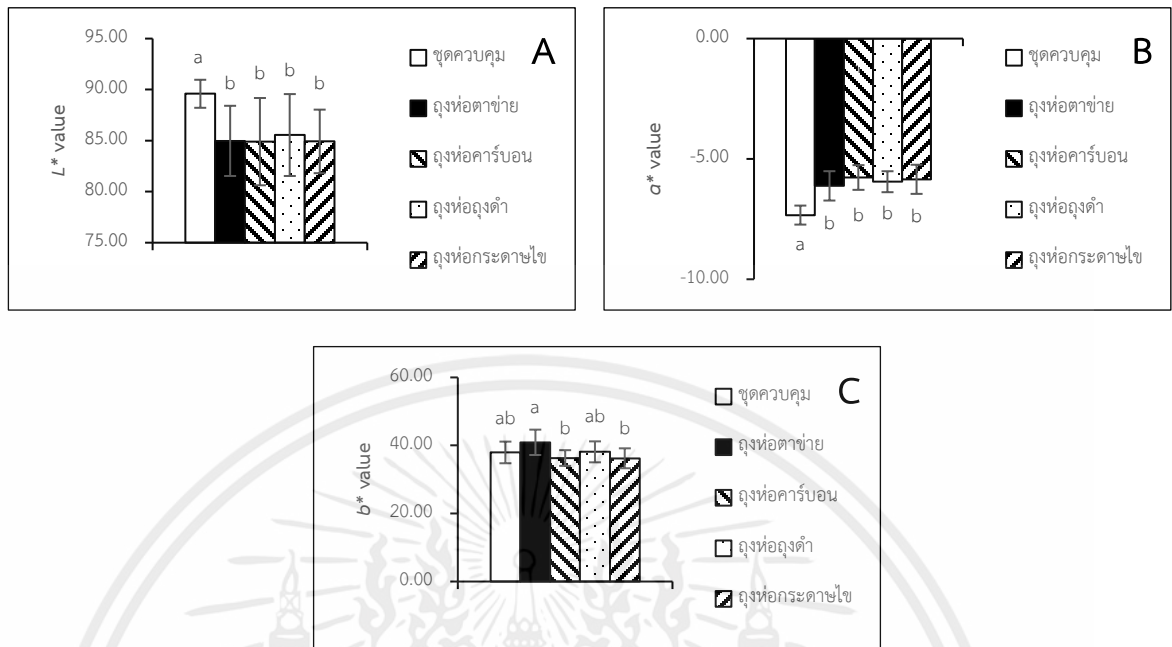 A
95.00
90.00
85.00
80.00
75.00
L* value
a
b
b
b
b
ชุดควบคุม
ถุงห่อตาข่าย
ถุงห่อคาร์บอน
ถุงห่อถุงดำ
ถุงห่อกระดาษไข
B
0.00
-5.00
-10.00
a* value
a
b
b
b
b
ชุดควบคุม
ถุงห่อตาข่าย
ถุงห่อคาร์บอน
ถุงห่อถุงดำ
ถุงห่อกระดาษไข
C
60.00
40.00
20.00
0.00
b* value
ab
a
b
ab
b
ชุดควบคุม
ถุงห่อตาข่าย
ถุงห่อคาร์บอน
ถุงห่อถุงดำ
ถุงห่อกระดาษไข